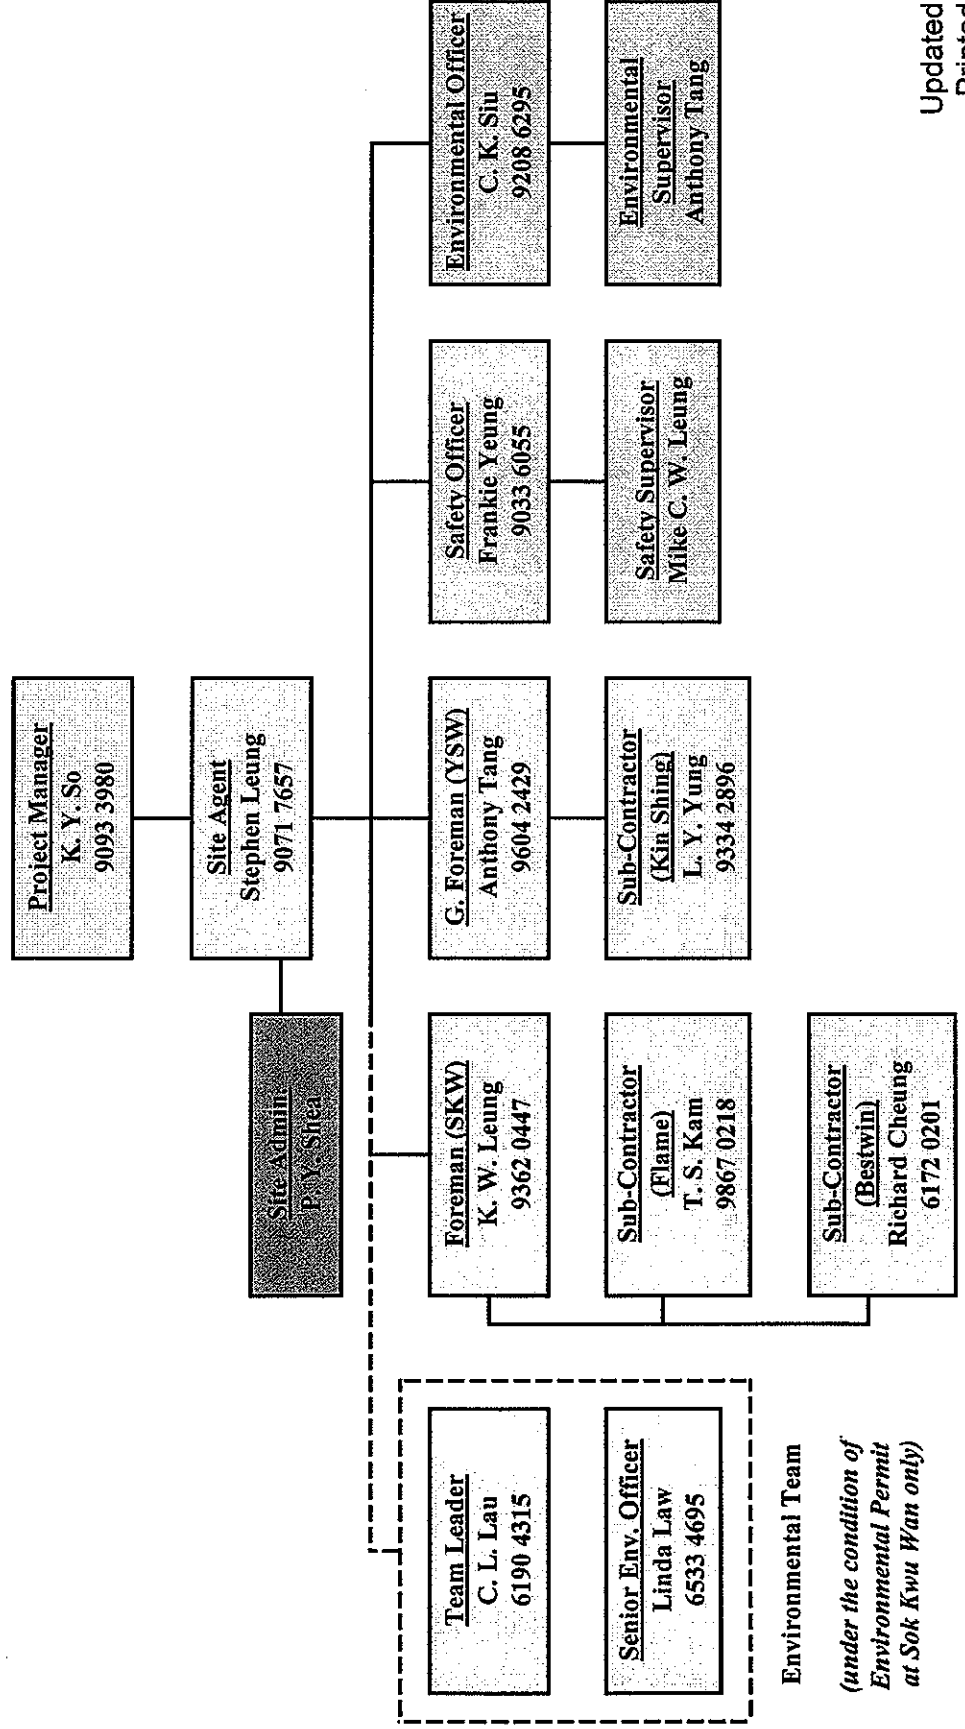 Project Manager
K. Y. So
9093 3980
Site Agent
Stephen Leung
9071 7657
Site Admin.
P. Y. Shea
Team Leader
C. L. Lau
6190 4315
Senior Env. Officer
Linda Law
6533 4695
Environmental Team
(under the condition of
Environmental Permit
at Sok Kwu Wan only)
Foreman (SKW)
K. W. Leung
9362 0447
Sub-Contractor
(Flame)
T. S. Kam
9867 0218
Sub-Contractor
(Bestwin)
Richard Cheung
6172 0201
G. Foreman (YSW)
Anthony Tang
9604 2429
Sub-Contractor
(Kin Shing)
L. Y. Yung
9334 2896
Safety Officer
Frankie Yeung
9033 6055
Safety Supervisor
Mike C. W. Leung
Environmental Officer
C. K. Siu
9208 6295
Environmental
Supervisor
Anthony Tang
Updated
Printed